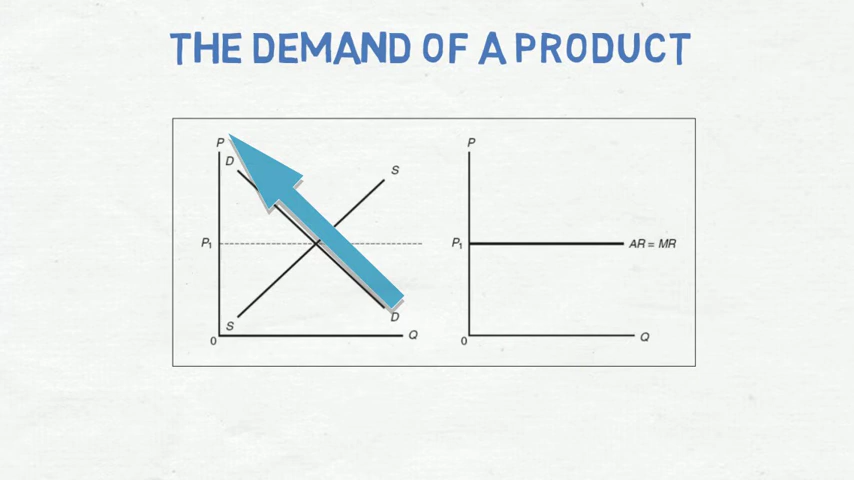 THE DEMAND OF A PRODUCT
P
D
S
P1
S
D
0
Q
P
P1
AR = MR
0
Q